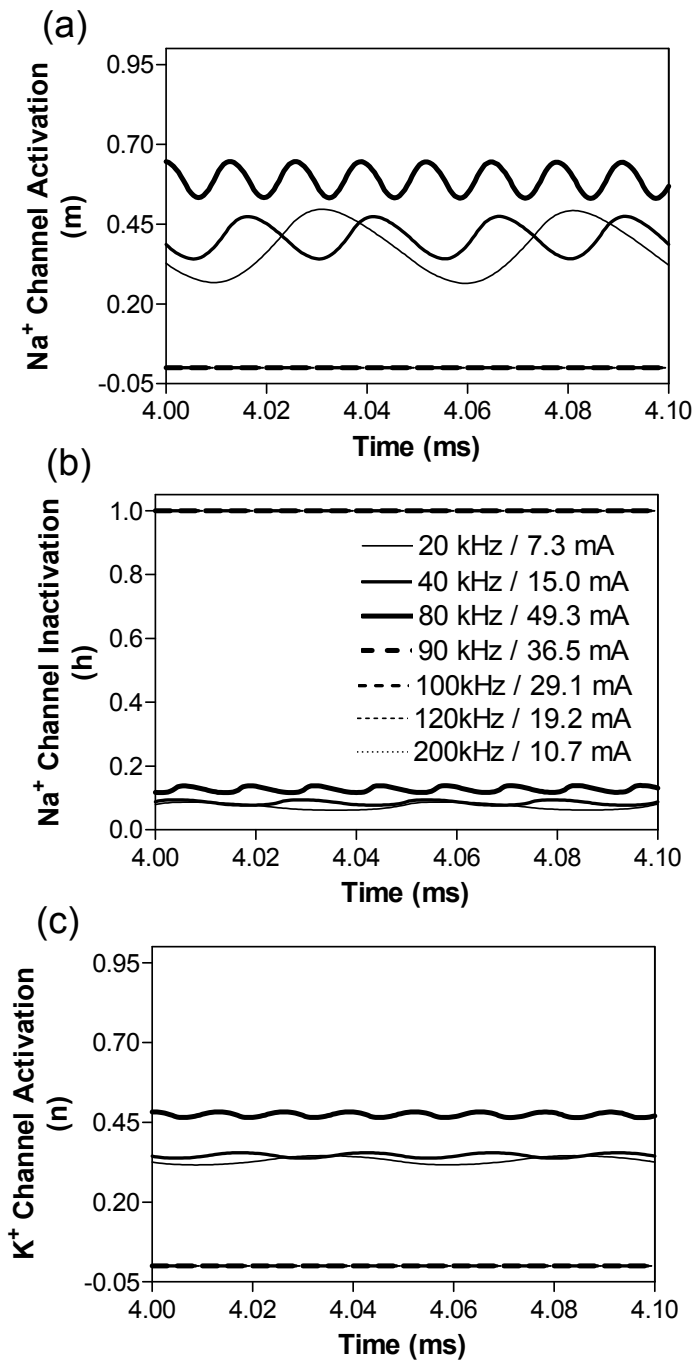 (a)
Na+ Channel Activation
(m)
0.95
0.70
0.45
0.20
-0.05
4.00 4.02 4.04 4.06 4.08 4.10
Time (ms)
(b)
Na+ Channel Inactivation
(h)
1.0
0.8
0.6
0.4
0.2
0.0
20 kHz / 7.3 mA
40 kHz / 15.0 mA
80 kHz / 49.3 mA
90 kHz / 36.5 mA
100kHz / 29.1 mA
120kHz / 19.2 mA
200kHz / 10.7 mA
4.00 4.02 4.04 4.06 4.08 4.10
Time (ms)
(c)
K+ Channel Activation
(n)
0.95
0.70
0.45
0.20
-0.05
4.00 4.02 4.04 4.06 4.08 4.10
Time (ms)